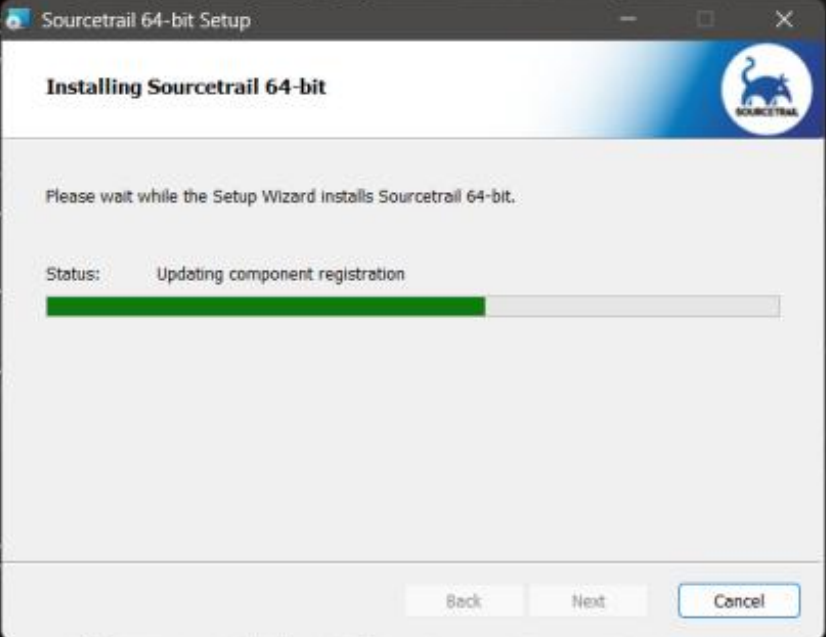 Sourcetrail 64-bit Setup
Installing Sourcetrail 64-bit
SOURCETRAIL
Please wait while the Setup Wizard installs Sourcetrail 64-bit.
Status: Updating component registration
Back Next Cancel